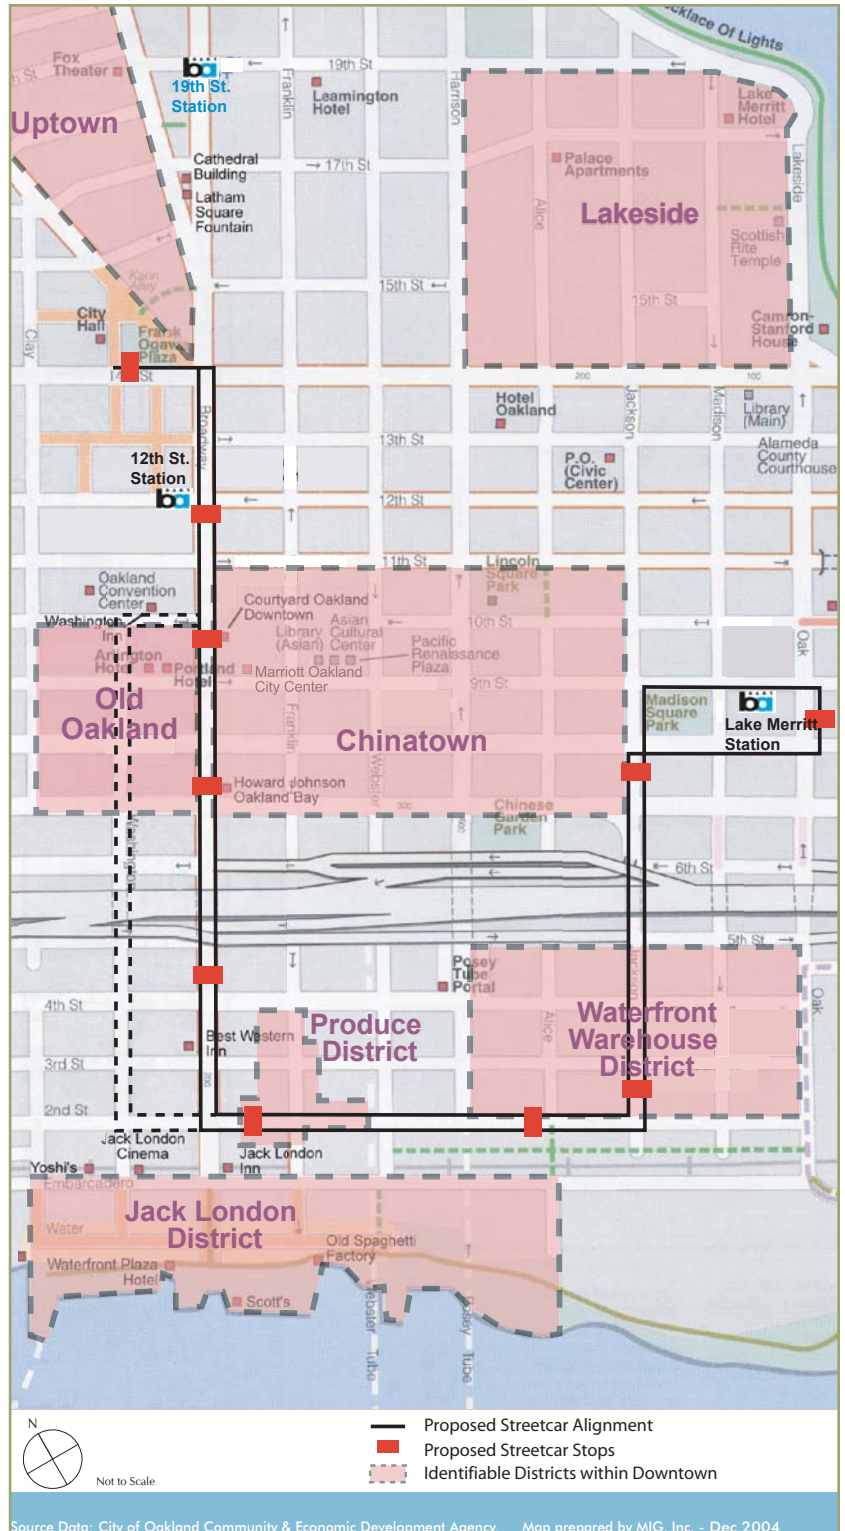 Necklace Of Lights
Fox
Theater
ba
19th St.
Station
19th St
Franklin
Leamington
Hotel
Harrison
Lake
Merritt
Hotel
Uptown
Cathedral
Building
17th St
Latham
Square
Fountain
Palace
Apartments
Lakeside
Alice
Lakeside
Scottish
Rite
Temple
15th St
15th St
City
Hall
Frank
Ogawa
Plaza
Clay
Camron-
Stanford
House
14th St
200
100
Broadway
Hotel
Oakland
Jackson
Madison
Library
(Main)
13th St
Alameda
County
Courthouse
12th St.
Station
ba
P.O.
(Civic
Center)
12th St
11th St
Lincoln
Square
Park
Oakland
Convention
Center
Courtyard Oakland
Downtown
Washington
Inn
Library
(Asian)
Asian
Cultural
Center
10th St
Pacific
Renaissance
Plaza
Oak
Arlington
Hotel
Portland
Hotel
Marriott Oakland
City Center
9th St
Old
Oakland
Franklin
Chinatown
Webster
Madison
Square
Park
ba
Lake Merritt
Station
Howard Johnson
Oakland Bay
300
Chinese
Garden
Park
Washington
6th St
5th St
Posey
Tube
Portal
Jackson
4th St
Produce
District
Alice
Waterfront
Warehouse
District
Oak
Best Western
Inn
3rd St
200
2nd St
Jack London
Cinema
Yoshi's
Jack London
Inn
Embarcadero
Jack London
District
Water
Old Spaghetti
Factory
Waterfront Plaza
Hotel
Scott's
Webster Tube
Posey Tube
N
Not to Scale
Proposed Streetcar Alignment
Proposed Streetcar Stops
Identifiable Districts within Downtown
Source Data: City of Oakland Community & Economic Development Agency. Map prepared by MIG, Inc. - Dec 2004